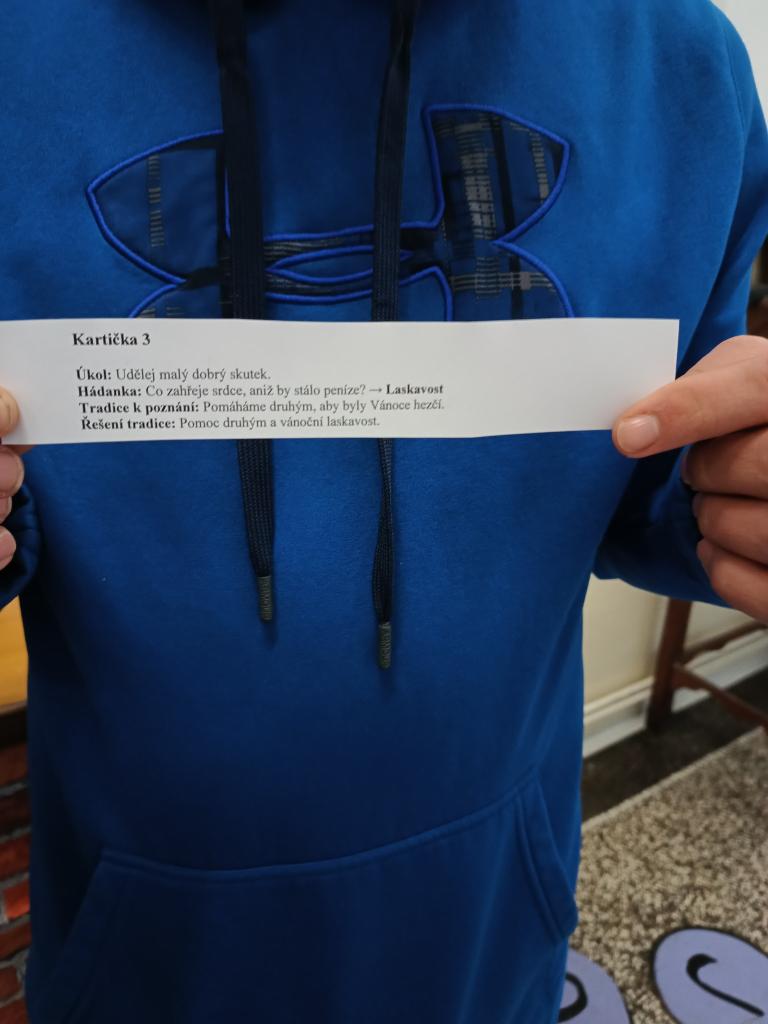 Kartička 3
Úkol: Udělej malý dobrý skutek.
Hádanka: Co zahřeje srdce, aniž by stálo peníze? → Laskavost
Tradice k poznání: Pomáháme druhým, aby byly Vánoce hezčí.
Řešení tradice: Pomoc druhým a vánoční laskavost.